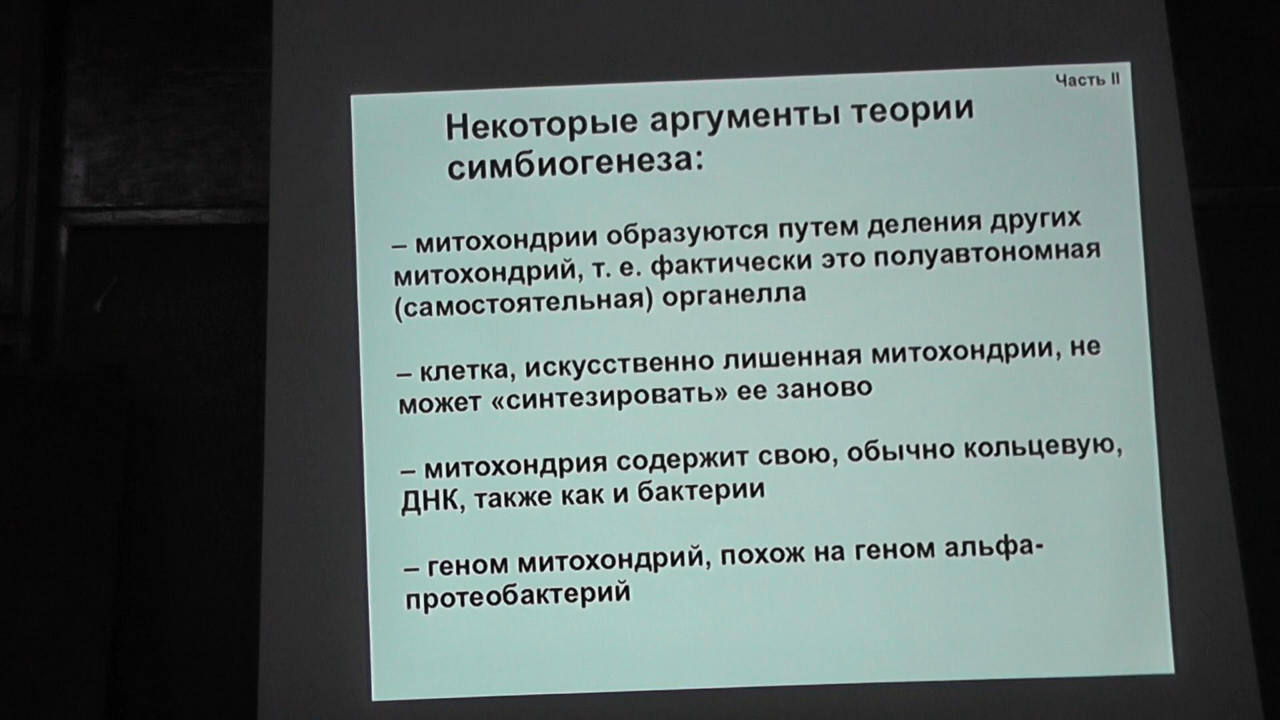 Часть II
Некоторые аргументы теории
симбиогенеза:
– митохондрии образуются путем деления других
митохондрий, т. е. фактически это полуавтономная
(самостоятельная) органелла
– клетка, искусственно лишенная митохондрии, не
может «синтезировать» ее заново
– митохондрия содержит свою, обычно кольцевую,
ДНК, также как и бактерии
– геном митохондрий, похож на геном альфа-
протеобактерий